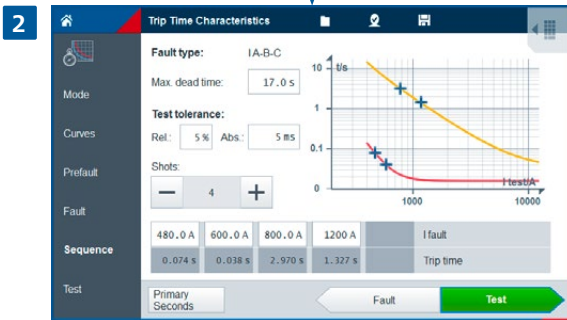 2
Trip Time Characteristics
Mode
Curves
Prefault
Fault
Sequence
Test
Fault type: IA-B-C
Max. dead time: 17.0 s
Test tolerance:
Rel.: 5 % Abs.: 5 ms
Shots:
— 4 +
10 t/s
1
0.1
0
1000 10000
I test/A
480.0 A 600.0 A 800.0 A 1200 A I fault
0.074 s 0.038 s 2.970 s 1.327 s Trip time
Primary
Seconds
Fault
Test